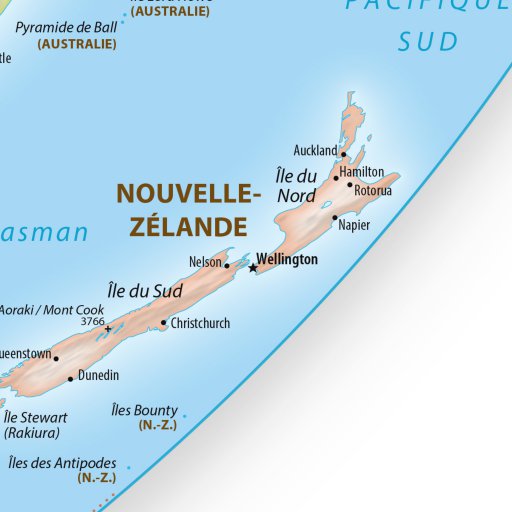 (AUSTRALIE)
Pyramide de Ball
(AUSTRALIE)
PACIFIQUE
SUD
Auckland
Hamilton
Île du
Nord
Rotorua
NOUVELLE-
ZÉLANDE
Napier
asman
Nelson
Wellington
Île du Sud
Aoraki / Mont Cook
3766
Christchurch
ueenstown
Dunedin
Île Stewart
(Rakiura)
Îles Bounty
(N.-Z.)
Îles des Antipodes
(N.-Z.)